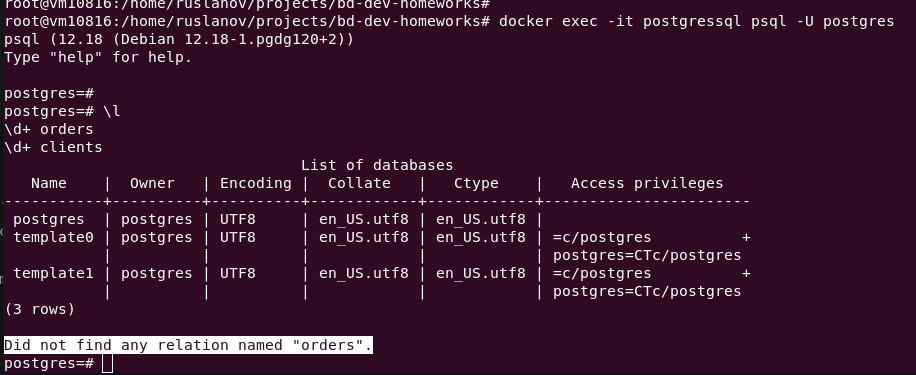 root@vm10816:/home/ruslanov/projects/bd-dev-homeworks#
root@vm10816:/home/ruslanov/projects/bd-dev-homeworks# docker exec -it postgressql psql -U postgres
psql (12.18 (Debian 12.18-1.pgdg120+2))
Type "help" for help.

postgres=#
postgres=# \l
\d+ orders
\d+ clients
                                 List of databases
   Name    |  Owner   | Encoding |  Collate   |   Ctype    |   Access privileges
-----------+----------+----------+------------+------------+-----------------------
 postgres  | postgres | UTF8     | en_US.utf8 | en_US.utf8 |
 template0 | postgres | UTF8     | en_US.utf8 | en_US.utf8 | =c/postgres          +
           |          |          |            |            | postgres=CTc/postgres
 template1 | postgres | UTF8     | en_US.utf8 | en_US.utf8 | =c/postgres          +
           |          |          |            |            | postgres=CTc/postgres
(3 rows)

Did not find any relation named "orders".
postgres=#